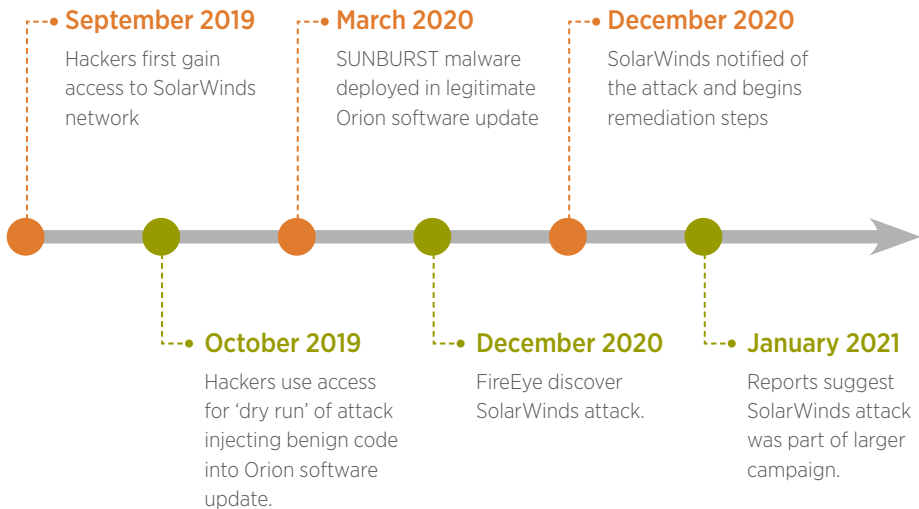 September 2019
Hackers first gain
access to SolarWinds
network
October 2019
Hackers use access
for ‘dry run’ of attack
injecting benign code
into Orion software
update.
March 2020
SUNBURST malware
deployed in legitimate
Orion software update
December 2020
FireEye discover
SolarWinds attack.
December 2020
SolarWinds notified of
the attack and begins
remediation steps
January 2021
Reports suggest
SolarWinds attack
was part of larger
campaign.